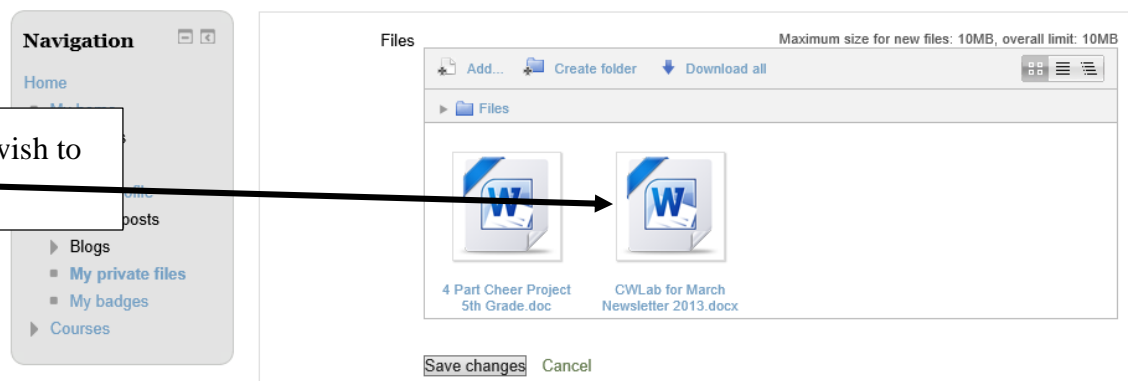 Navigation
Home
wish to
posts
Blogs
My private files
My badges
Courses
Files
Maximum size for new files: 10MB, overall limit: 10MB
Add...
Create folder
Download all
Files
4 Part Cheer Project
5th Grade.doc
CWLab for March
Newsletter 2013.docx
Save changes
Cancel